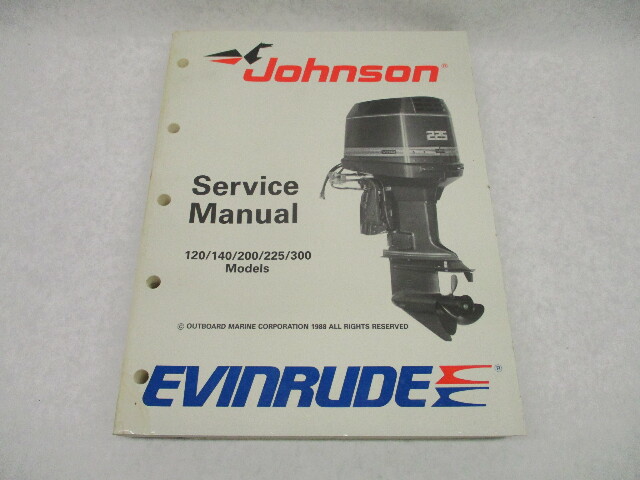 Johnson®
225
Service
Manual
120/140/200/225/300
Models
© OUTBOARD MARINE CORPORATION 1988 ALL RIGHTS RESERVED
EVINRUDE®